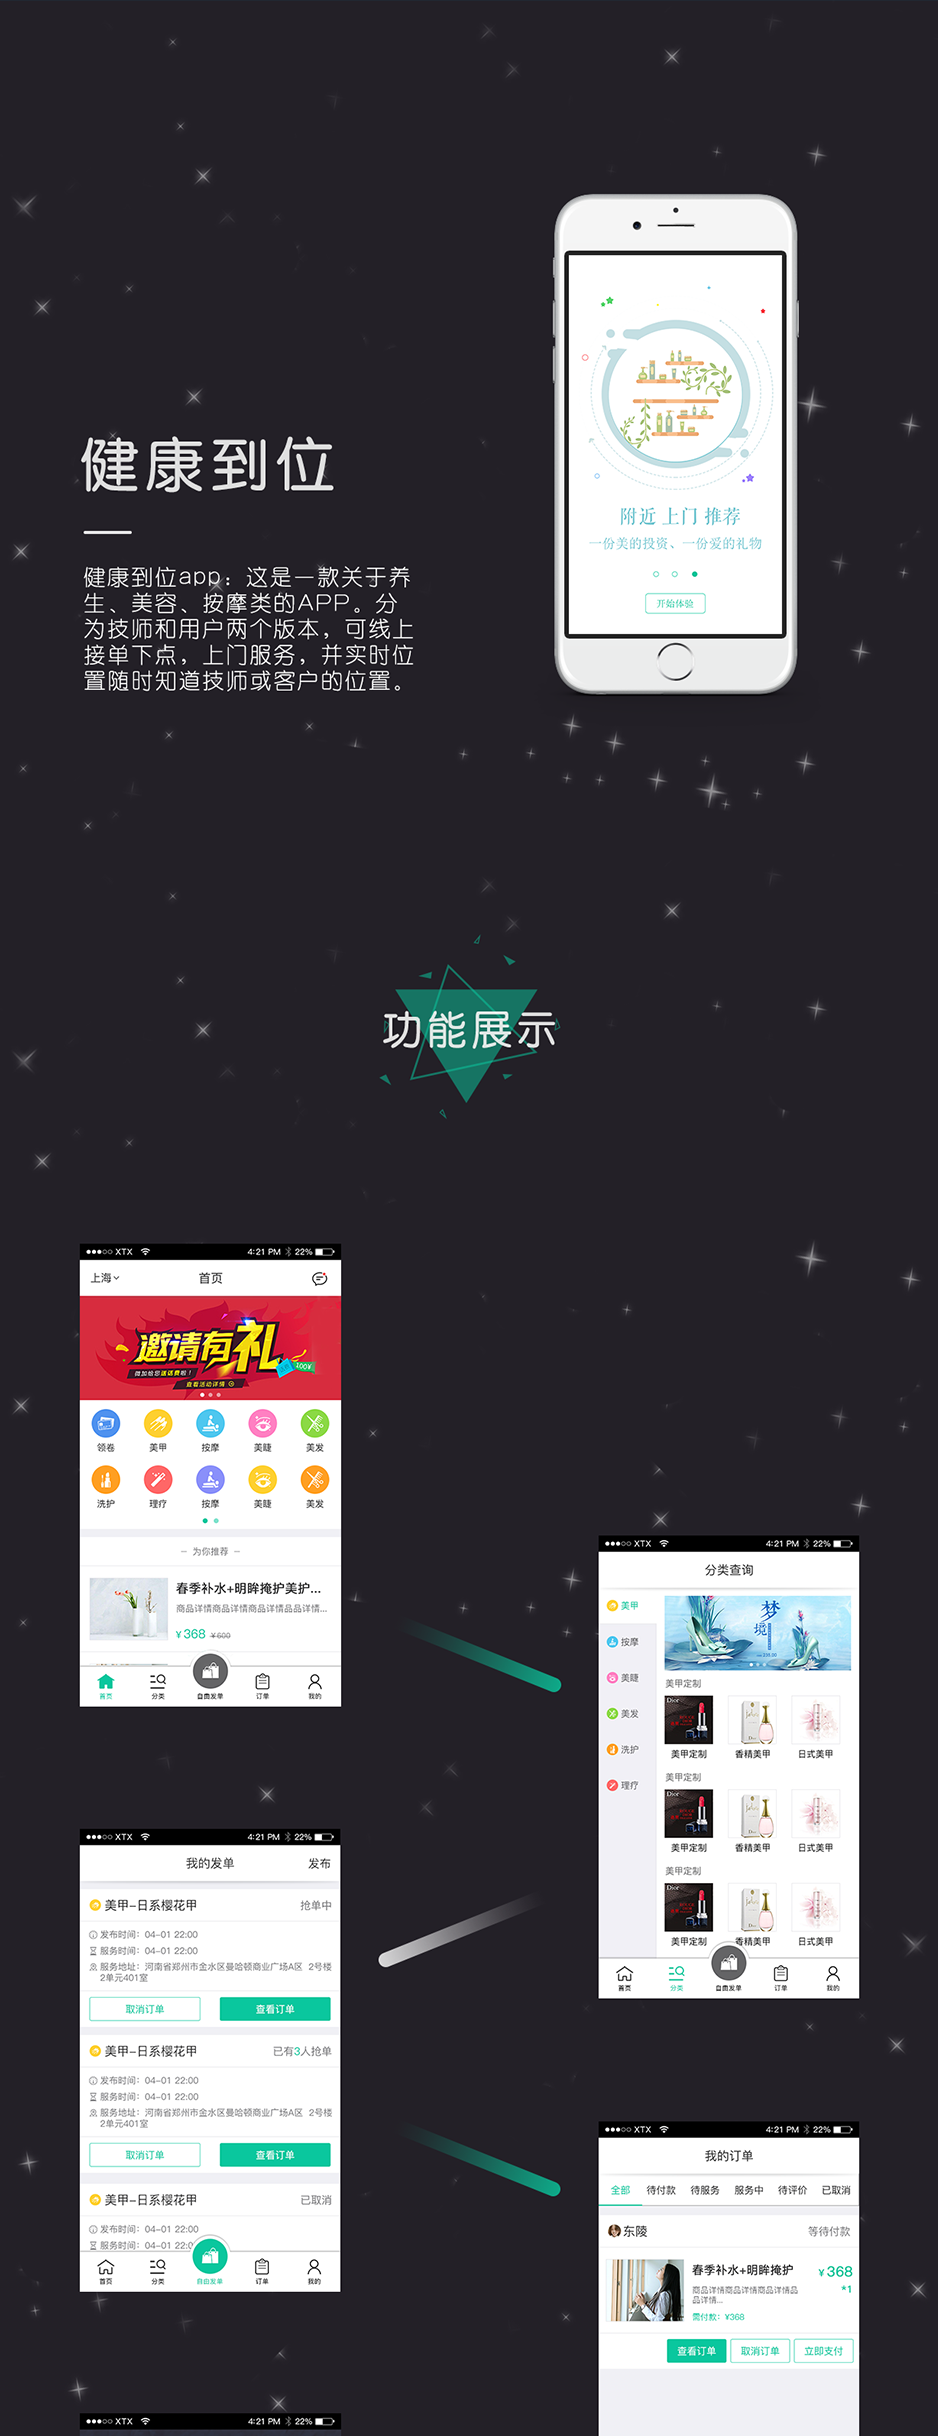 附近 上门 推荐
一份美的投资、一份爱的礼物
开始体验
健康到位
健康到位app：这是一款关于养
生、美容、按摩类的APP。分
为技师和用户两个版本，可线上
接单下点，上门服务，并实时位
置随时知道技师或客户的位置。
功能展示
XTX 4:21 PM 22%
上海 首页
邀请有礼
微加给您送话费啦！
100¥
查看活动详情
领卷 美甲 按摩 美睫 美发
洗护 理疗 按摩 美睫 美发
— 为你推荐 —
春季补水+明眸掩护美护...
商品详情商品详情商品详情品品详情...
¥368 ¥600
首页 分类 自由发单 订单 我的
XTX 4:21 PM 22%
分类查询
美甲
按摩
美睫
美发
洗护
理疗
梦境
美甲定制
Dior
美甲定制 香精美甲 日式美甲
美甲定制
Dior
美甲定制 香精美甲 日式美甲
美甲定制
Dior
美甲定制 香精美甲 日式美甲
首页 分类 自由发单 订单 我的
XTX 4:21 PM 22%
我的发单 发布
美甲-日系樱花甲 抢单中
发布时间：04-01 22:00
服务时间：04-01 22:00
服务地址：河南省郑州市金水区曼哈顿商业广场A区 2号楼
2单元401室
取消订单 查看订单
美甲-日系樱花甲 已有3人抢单
发布时间：04-01 22:00
服务时间：04-01 22:00
服务地址：河南省郑州市金水区曼哈顿商业广场A区 2号楼
2单元401室
取消订单 查看订单
美甲-日系樱花甲 已取消
发布时间：04-01 22:00
服务时间：04-01 22:0
首页 分类 自由发单 订单 我的
XTX 4:21 PM 22%
我的订单
全部 待付款 待服务 服务中 待评价 已取消
东陵 等待付款
春季补水+明眸掩护 ¥368
商品详情商品详情商品详情品 *1
品详情...
需付款：¥368
查看订单 取消订单 立即支付
XTX 4:21 PM 22%